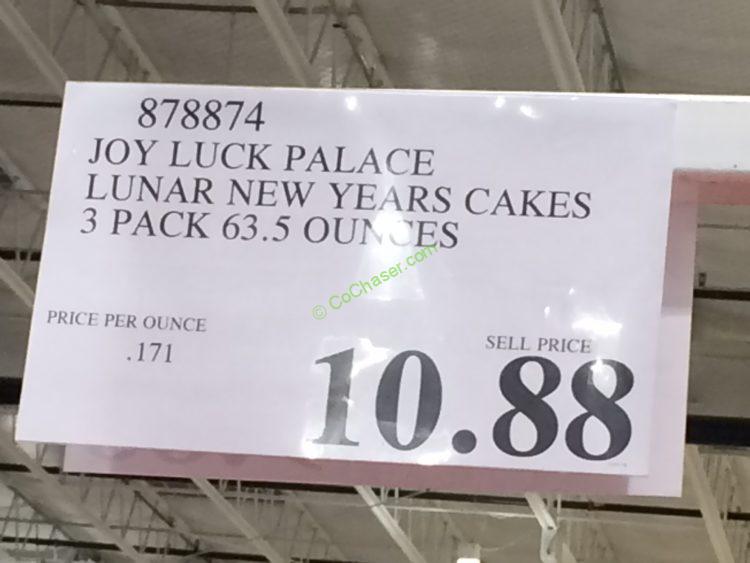 878874
JOY LUCK PALACE
LUNAR NEW YEARS CAKES
3 PACK 63.5 OUNCES
© CoChaser.com
PRICE PER OUNCE
.171
SELL PRICE
10.88